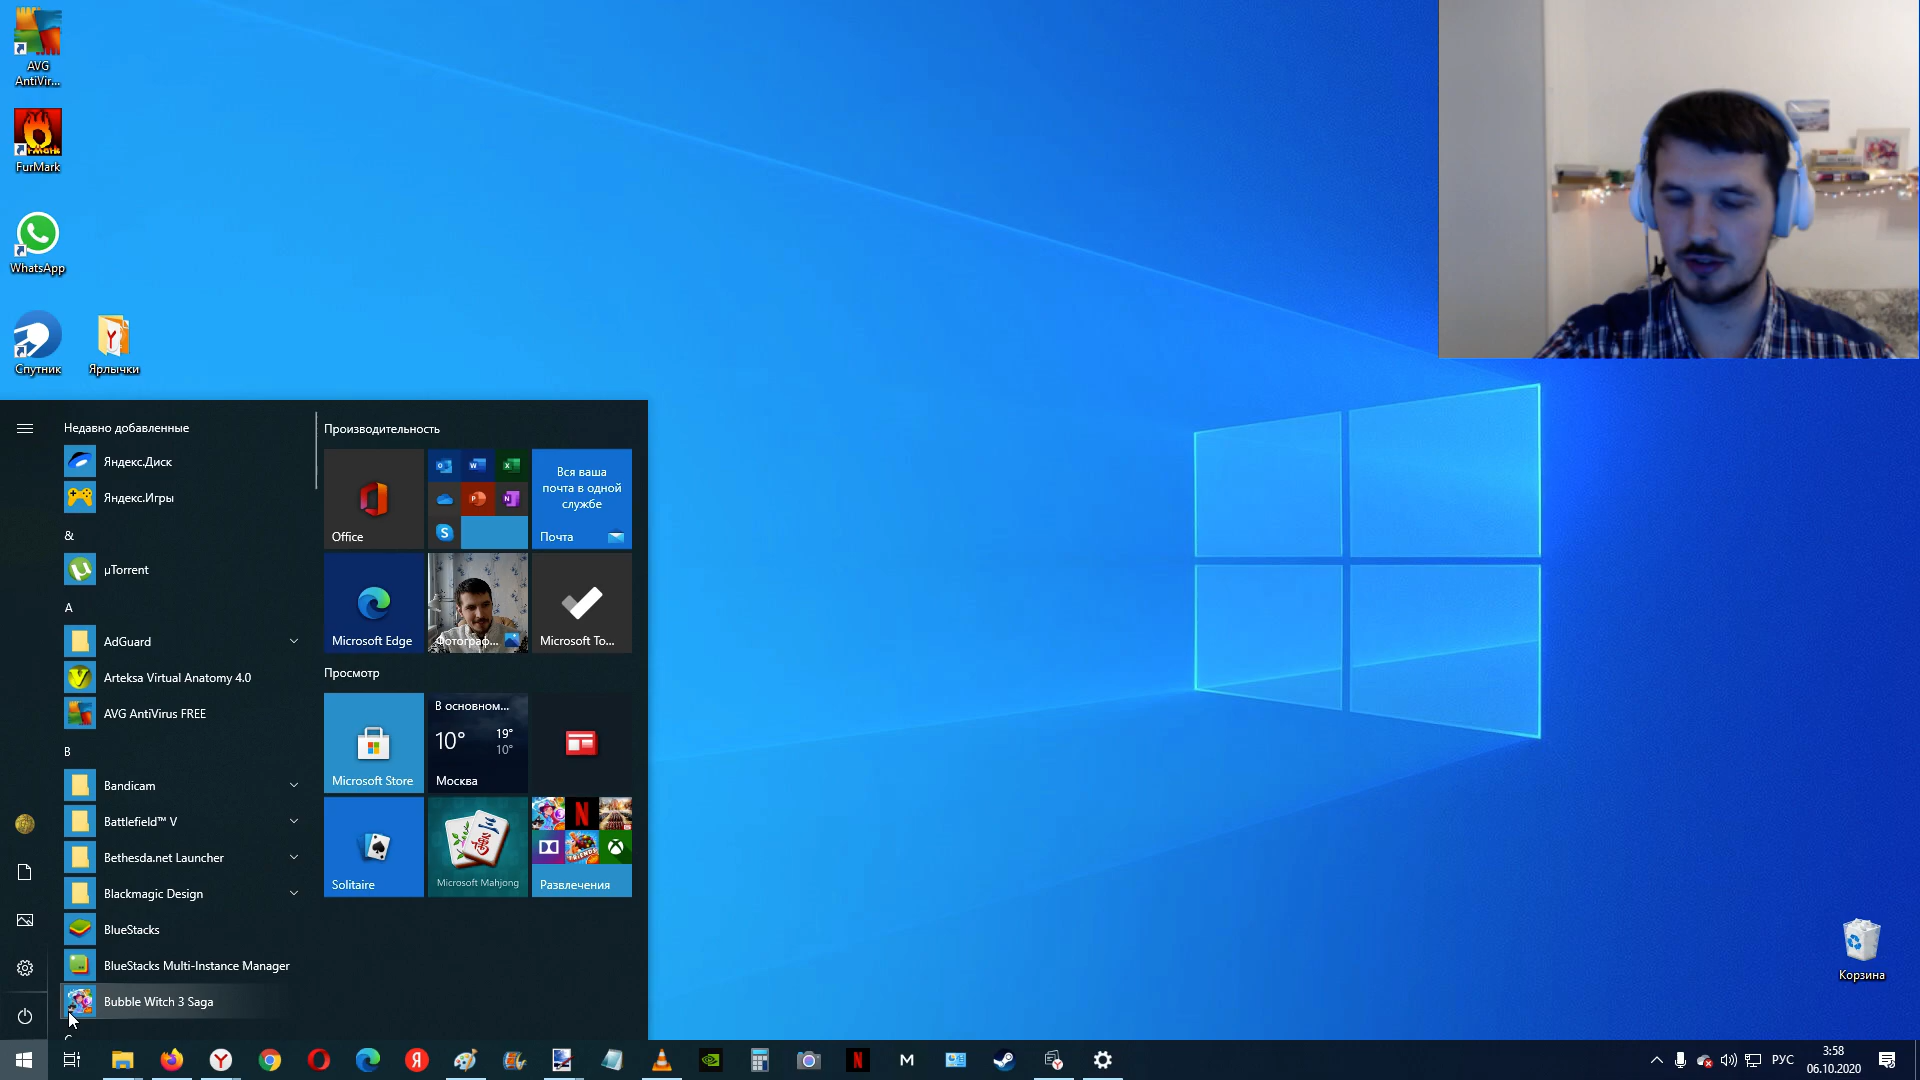 AVG
AntiVir...
FurMark
WhatsApp
Спутник
Ярлычки
Недавно добавленные
Яндекс.Диск
Яндекс.Игры
&
µTorrent
A
AdGuard
Arteksa Virtual Anatomy 4.0
AVG AntiVirus FREE
B
Bandicam
Battlefield™ V
Bethesda.net Launcher
Blackmagic Design
BlueStacks
BlueStacks Multi-Instance Manager
Bubble Witch 3 Saga
Производительность
Office
Вся ваша
почта в одной
службе
Почта
Microsoft Edge
Фотограф...
Microsoft To...
Просмотр
Microsoft Store
В основном...
10°
19°
10°
Москва
Solitaire
Microsoft Mahjong
FRIENDS
Развлечения
Корзина
РУС
3:58
06.10.2020